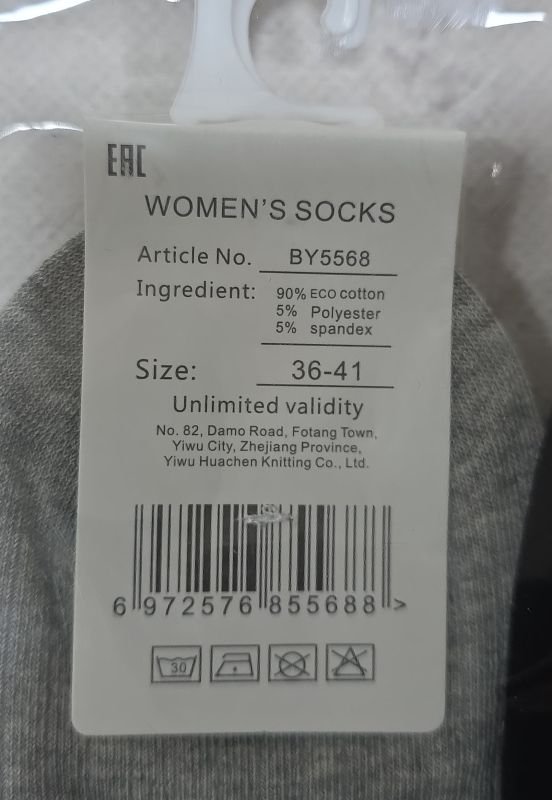 EAC
WOMEN'S SOCKS
Article No. BY5568
Ingredient: 90% ECO cotton
5% Polyester
5% spandex
Size: 36-41
Unlimited validity
No. 82, Damo Road, Fotang Town,
Yiwu City, Zhejiang Province,
Yiwu Huachen Knitting Co., Ltd.
6 972576 855688 >
30